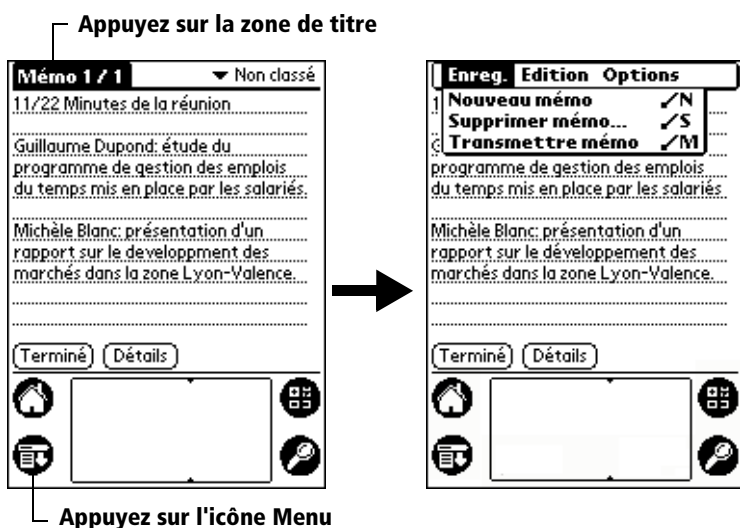 Appuyez sur la zone de titre
Mémo 1 / 1
Non classé
11/22 Minutes de la réunion
Guillaume Dupond: étude du
programme de gestion des emplois
du temps mis en place par les salariés.
Michèle Blanc: présentation d'un
rapport sur le developpment des
marchés dans la zone Lyon-Valence.
Terminé Détails
Appuyez sur l'icône Menu
Enreg. Edition Options
Nouveau mémo /N
Supprimer mémo... /S
Transmettre mémo /M
programme de gestion des emplois
du temps mis en place par les salariés
Michèle Blanc: présentation d'un
rapport sur le développement des
marchés dans la zone Lyon-Valence.
Terminé Détails